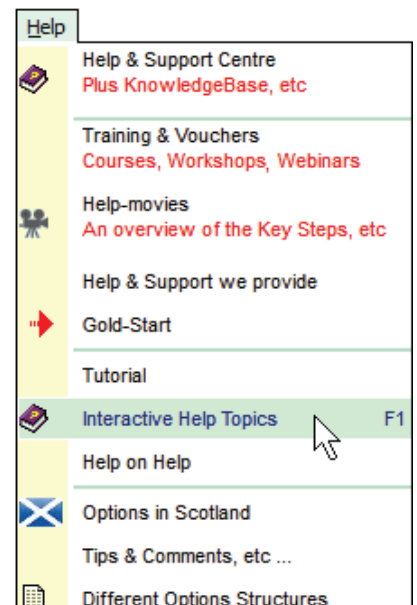 Help
Help & Support Centre
Plus KnowledgeBase, etc
Training & Vouchers
Courses, Workshops, Webinars
Help-movies
An overview of the Key Steps, etc
Help & Support we provide
Gold-Start
Tutorial
Interactive Help Topics F1
Help on Help
Options in Scotland
Tips & Comments, etc ...
Different Options Structures